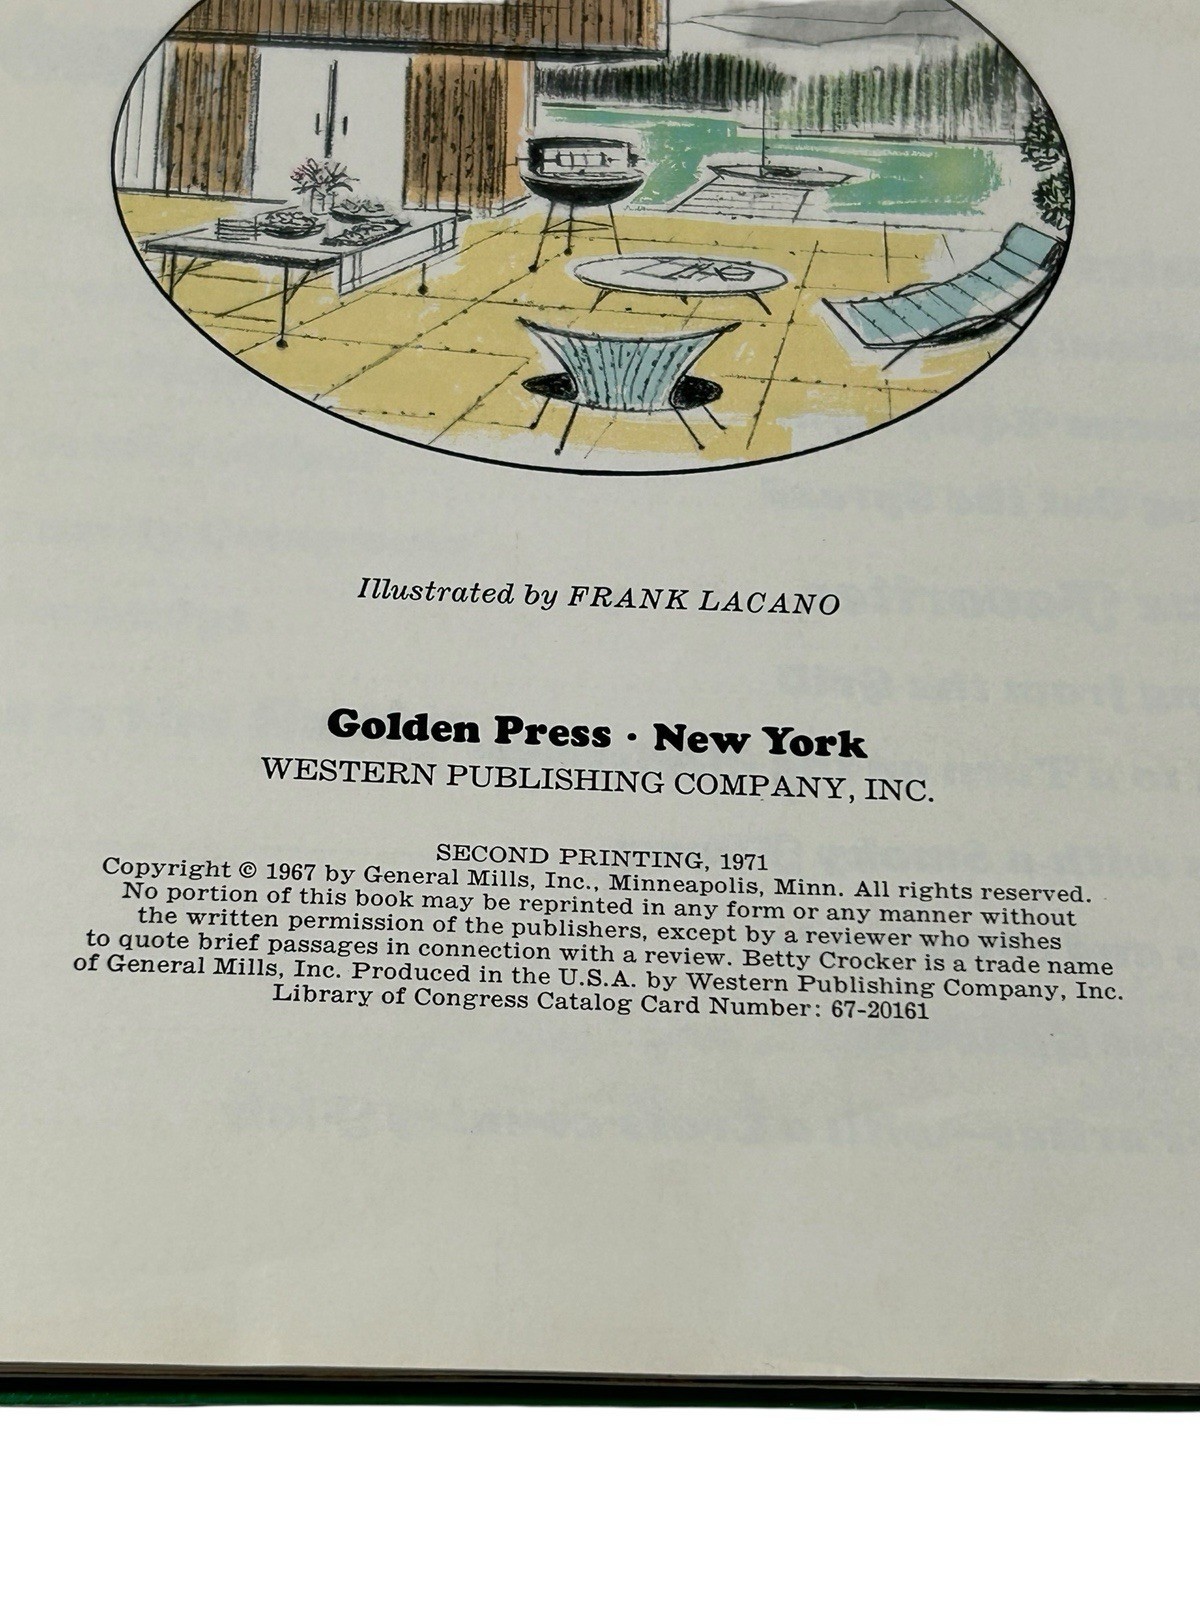 Illustrated by FRANK LACANO
Golden Press · New York
WESTERN PUBLISHING COMPANY, INC.
SECOND PRINTING, 1971
Copyright © 1967 by General Mills, Inc., Minneapolis, Minn. All rights reserved.
No portion of this book may be reprinted in any form or any manner without
the written permission of the publishers, except by a reviewer who wishes
to quote brief passages in connection with a review. Betty Crocker is a trade name
of General Mills, Inc. Produced in the U.S.A. by Western Publishing Company, Inc.
Library of Congress Catalog Card Number: 67-20161